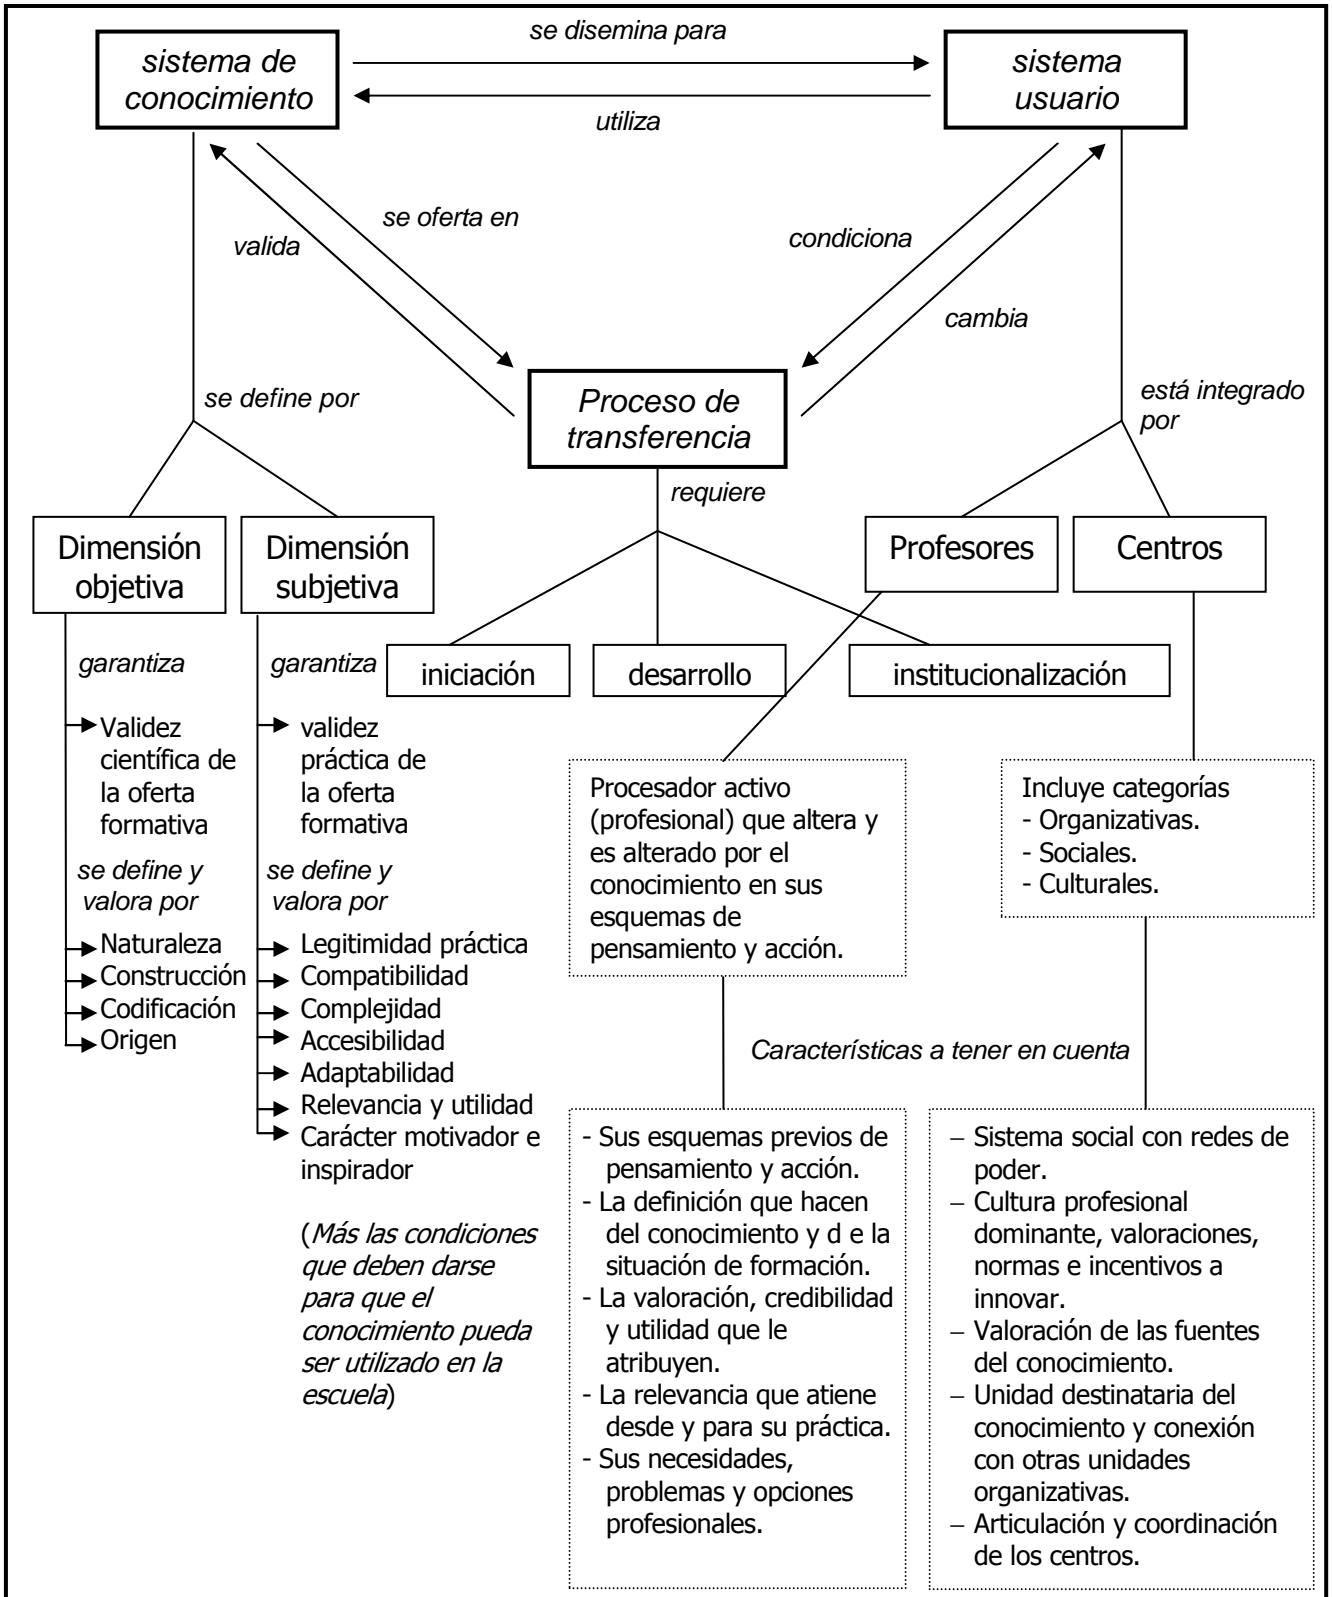 se disemina para
sistema de
conocimiento
sistema
usuario
utiliza
se oferta en
valida
condiciona
cambia
se define por
Proceso de
transferencia
está integrado
por
requiere
Dimensión
objetiva
Dimensión
subjetiva
Profesores
Centros
garantiza
garantiza
iniciación
desarrollo
institucionalización
Validez
científica de
la oferta
formativa
validez
práctica de
la oferta
formativa
Procesador activo
(profesional) que altera y
es alterado por el
conocimiento en sus
esquemas de
pensamiento y acción.
Incluye categorías
- Organizativas.
- Sociales.
- Culturales.
se define y
valora por
se define y
valora por
Naturaleza
Construcción
Codificación
Origen
Legitimidad práctica
Compatibilidad
Complejidad
Accesibilidad
Adaptabilidad
Relevancia y utilidad
Carácter motivador e
inspirador
(Más las condiciones
que deben darse
para que el
conocimiento pueda
ser utilizado en la
escuela)
Características a tener en cuenta
- Sus esquemas previos de
pensamiento y acción.
- La definición que hacen
del conocimiento y d e la
situación de formación.
- La valoración, credibilidad
y utilidad que le
atribuyen.
- La relevancia que atiene
desde y para su práctica.
- Sus necesidades,
problemas y opciones
profesionales.
– Sistema social con redes de
poder.
– Cultura profesional
dominante, valoraciones,
normas e incentivos a
innovar.
– Valoración de las fuentes
del conocimiento.
– Unidad destinataria del
conocimiento y conexión
con otras unidades
organizativas.
– Articulación y coordinación
de los centros.